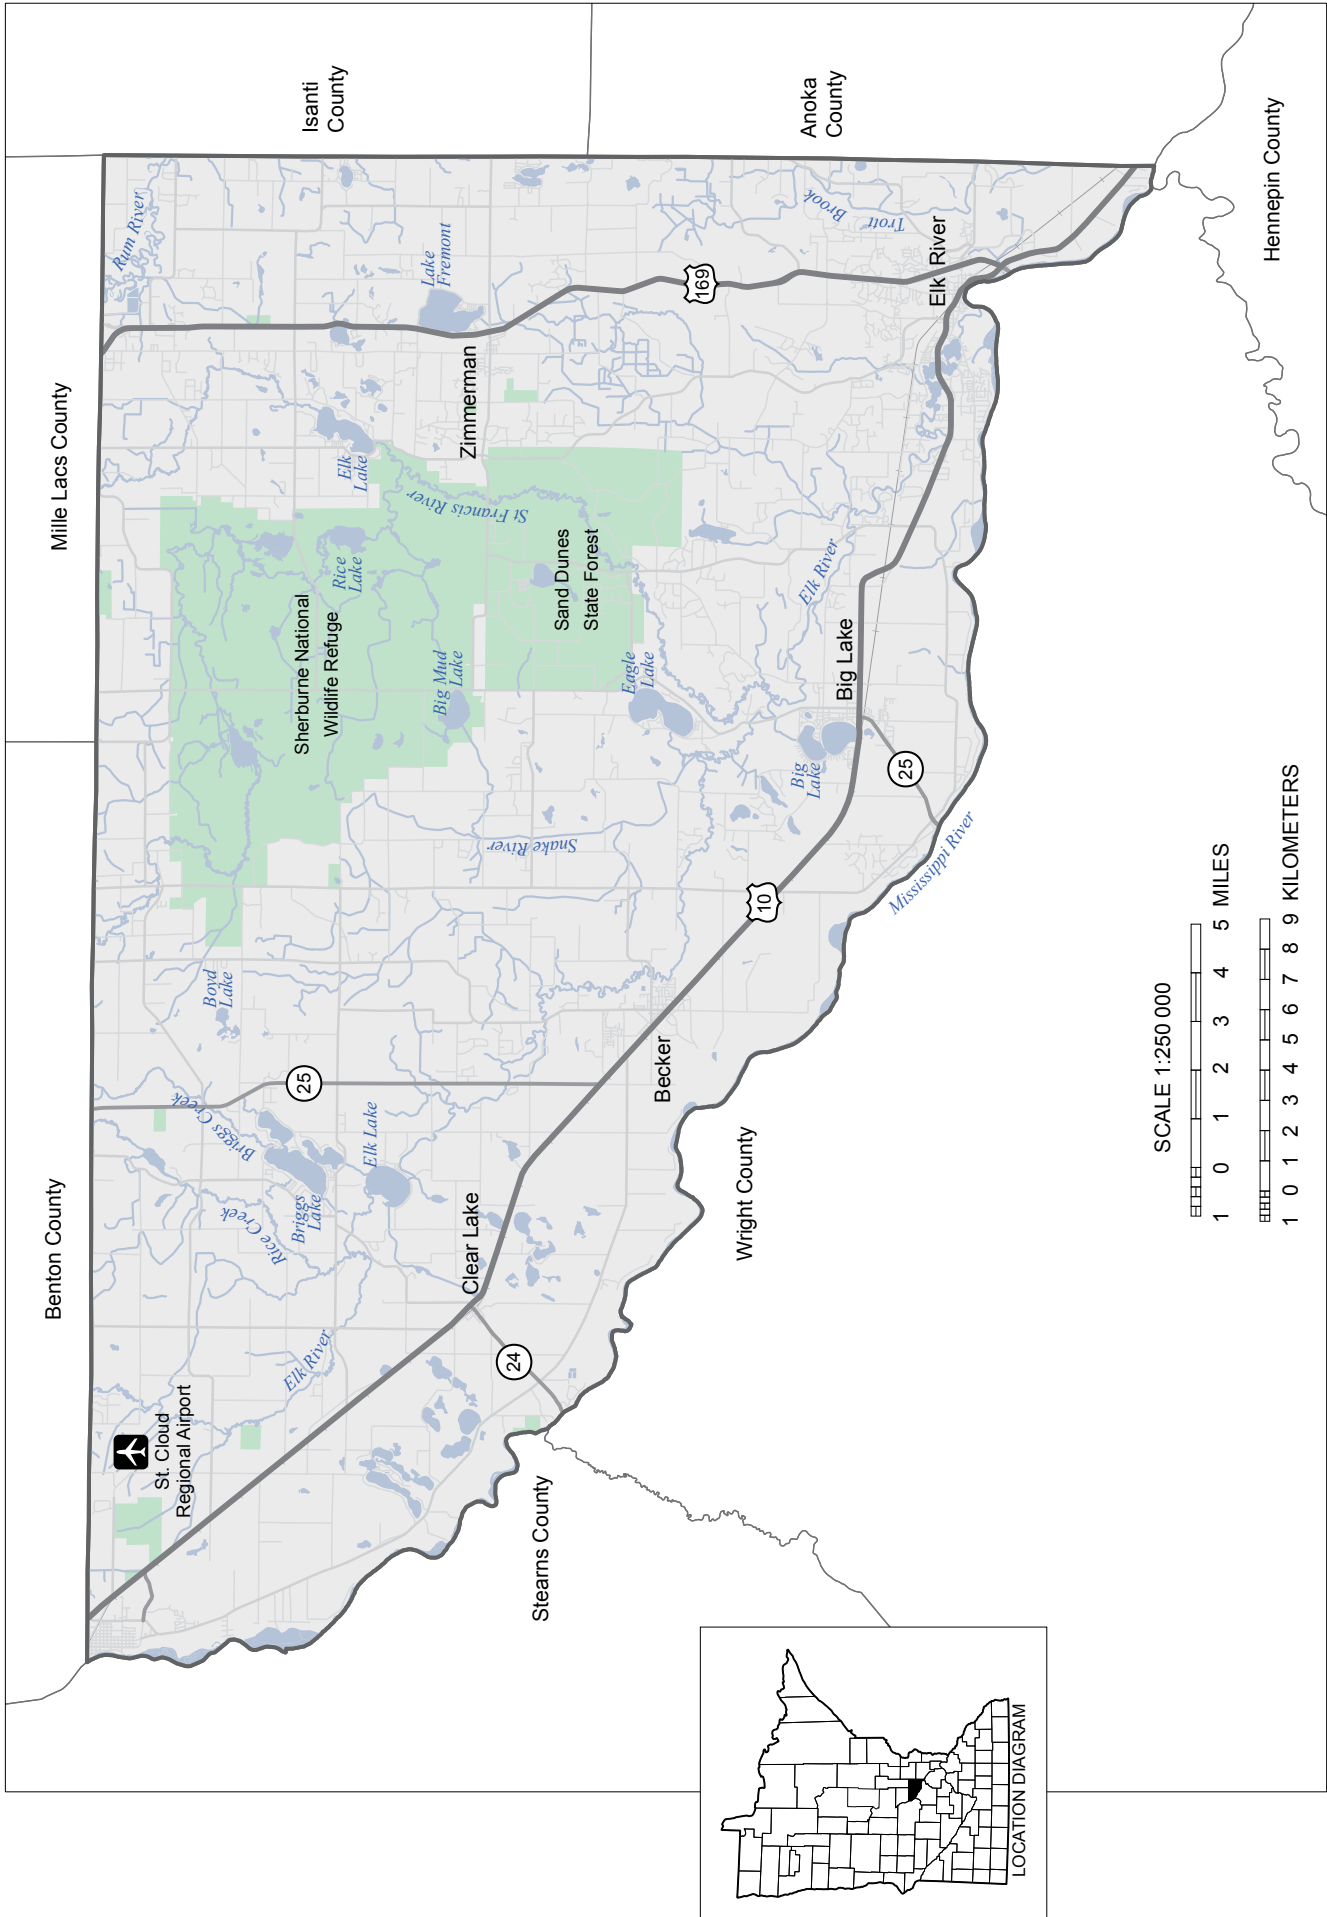 Benton County
Mille Lacs County
Isanti
County
Anoka
County
Hennepin County
Wright County
Stearns County
St. Cloud
Regional Airport
Rum River
Lake
Fremont
169
Zimmerman
Elk
Lake
St Francis River
Rice
Lake
Sherburne National
Wildlife Refuge
Big Mud
Lake
Sand Dunes
State Forest
Eagle
Lake
Elk River
Trott
Brook
Elk River
Big Lake
Big
Lake
25
Mississippi River
10
Snake River
Boyd
Lake
25
Becker
Briggs Creek
Briggs
Lake
Rice Creek
Elk Lake
Clear Lake
24
Elk River
SCALE 1:250 000
1 0 1 2 3 4 5 MILES
1 0 1 2 3 4 5 6 7 8 9 KILOMETERS
LOCATION DIAGRAM